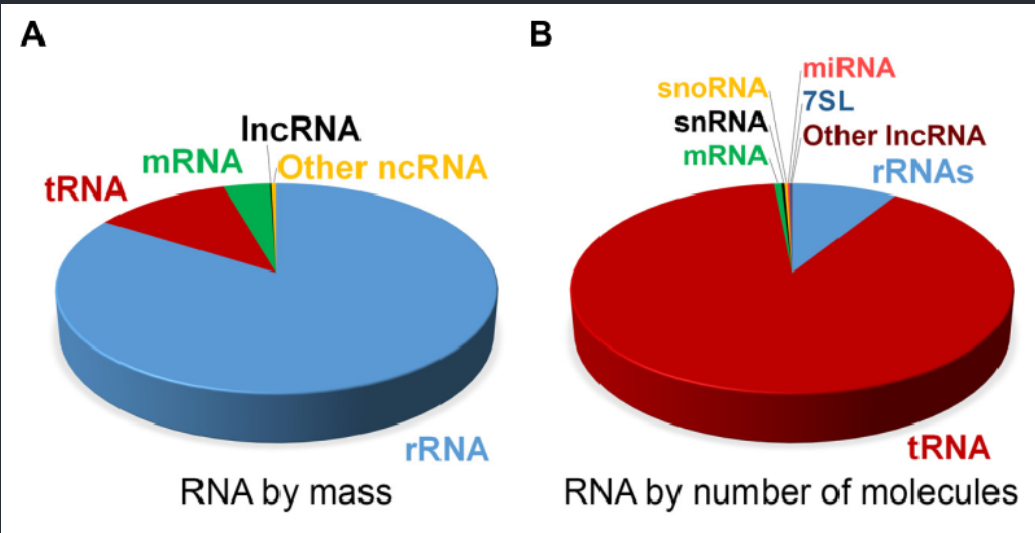 A
lncRNA
mRNA
Other ncRNA
tRNA
rRNA
RNA by mass
B
miRNA
snoRNA
7SL
snRNA
Other lncRNA
mRNA
rRNAs
tRNA
RNA by number of molecules